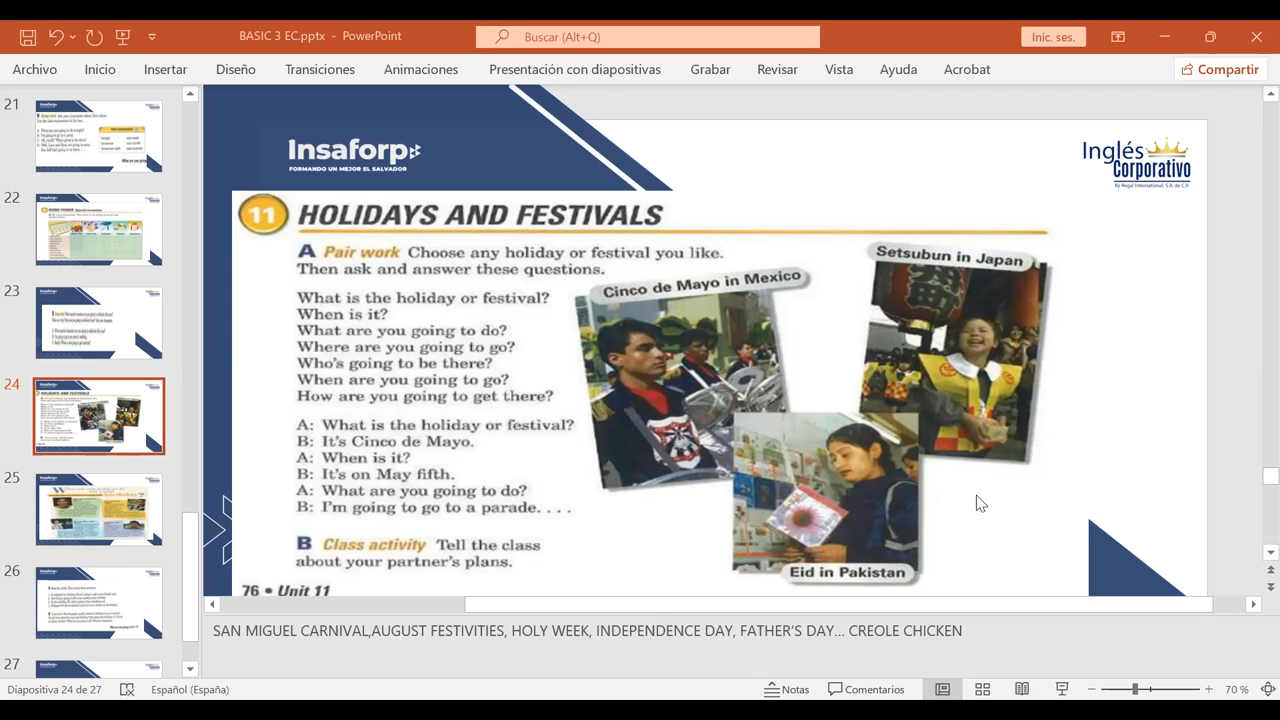 BASIC 3 EC.pptx - PowerPoint
Buscar (Alt+Q)
Inic. ses.
Archivo Inicio Insertar Diseño Transiciones Animaciones Presentación con diapositivas Grabar Revisar Vista Ayuda Acrobat Compartir
21
22
23
24
25
26
27
Insaforp
FORMANDO UN MEJOR EL SALVADOR
Inglés
Corporativo
By Regal International, S.A. de C.V.
11 HOLIDAYS AND FESTIVALS
A Pair work Choose any holiday or festival you like.
Then ask and answer these questions.
What is the holiday or festival?
When is it?
What are you going to do?
Where are you going to go?
Who's going to be there?
When are you going to go?
How are you going to get there?
A: What is the holiday or festival?
B: It's Cinco de Mayo.
A: When is it?
B: It's on May fifth.
A: What are you going to do?
B: I'm going to go to a parade. . . .
B Class activity Tell the class
about your partner's plans.
76 • Unit 11
Cinco de Mayo in Mexico
Setsubun in Japan
Eid in Pakistan
SAN MIGUEL CARNIVAL,AUGUST FESTIVITIES, HOLY WEEK, INDEPENDENCE DAY, FATHER'S DAY... CREOLE CHICKEN
Diapositiva 24 de 27 Español (España) Notas Comentarios 70 %